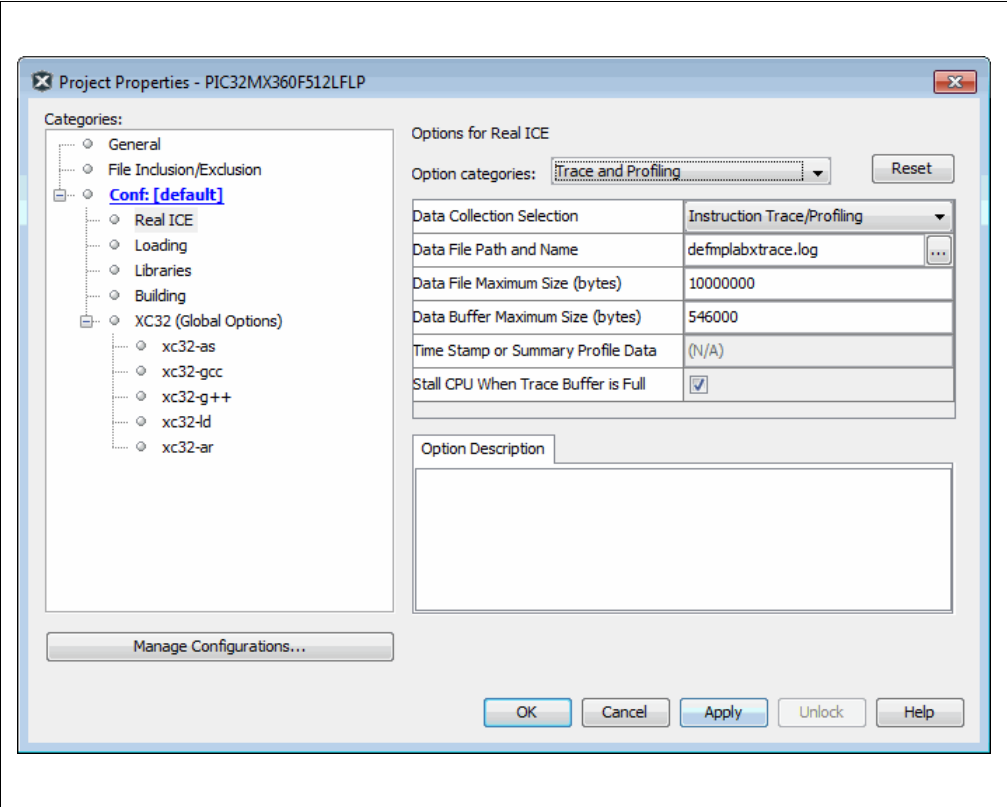 Project Properties - PIC32MX360F512LFLP
Categories:
General
File Inclusion/Exclusion
Conf: [default]
Real ICE
Loading
Libraries
Building
XC32 (Global Options)
xc32-as
xc32-gcc
xc32-g++
xc32-ld
xc32-ar
Manage Configurations...
Options for Real ICE
Option categories: Trace and Profiling Reset
Data Collection Selection Instruction Trace/Profiling
Data File Path and Name defmplabxtrace.log ...
Data File Maximum Size (bytes) 10000000
Data Buffer Maximum Size (bytes) 546000
Time Stamp or Summary Profile Data (N/A)
Stall CPU When Trace Buffer is Full
Option Description
OK Cancel Apply Unlock Help